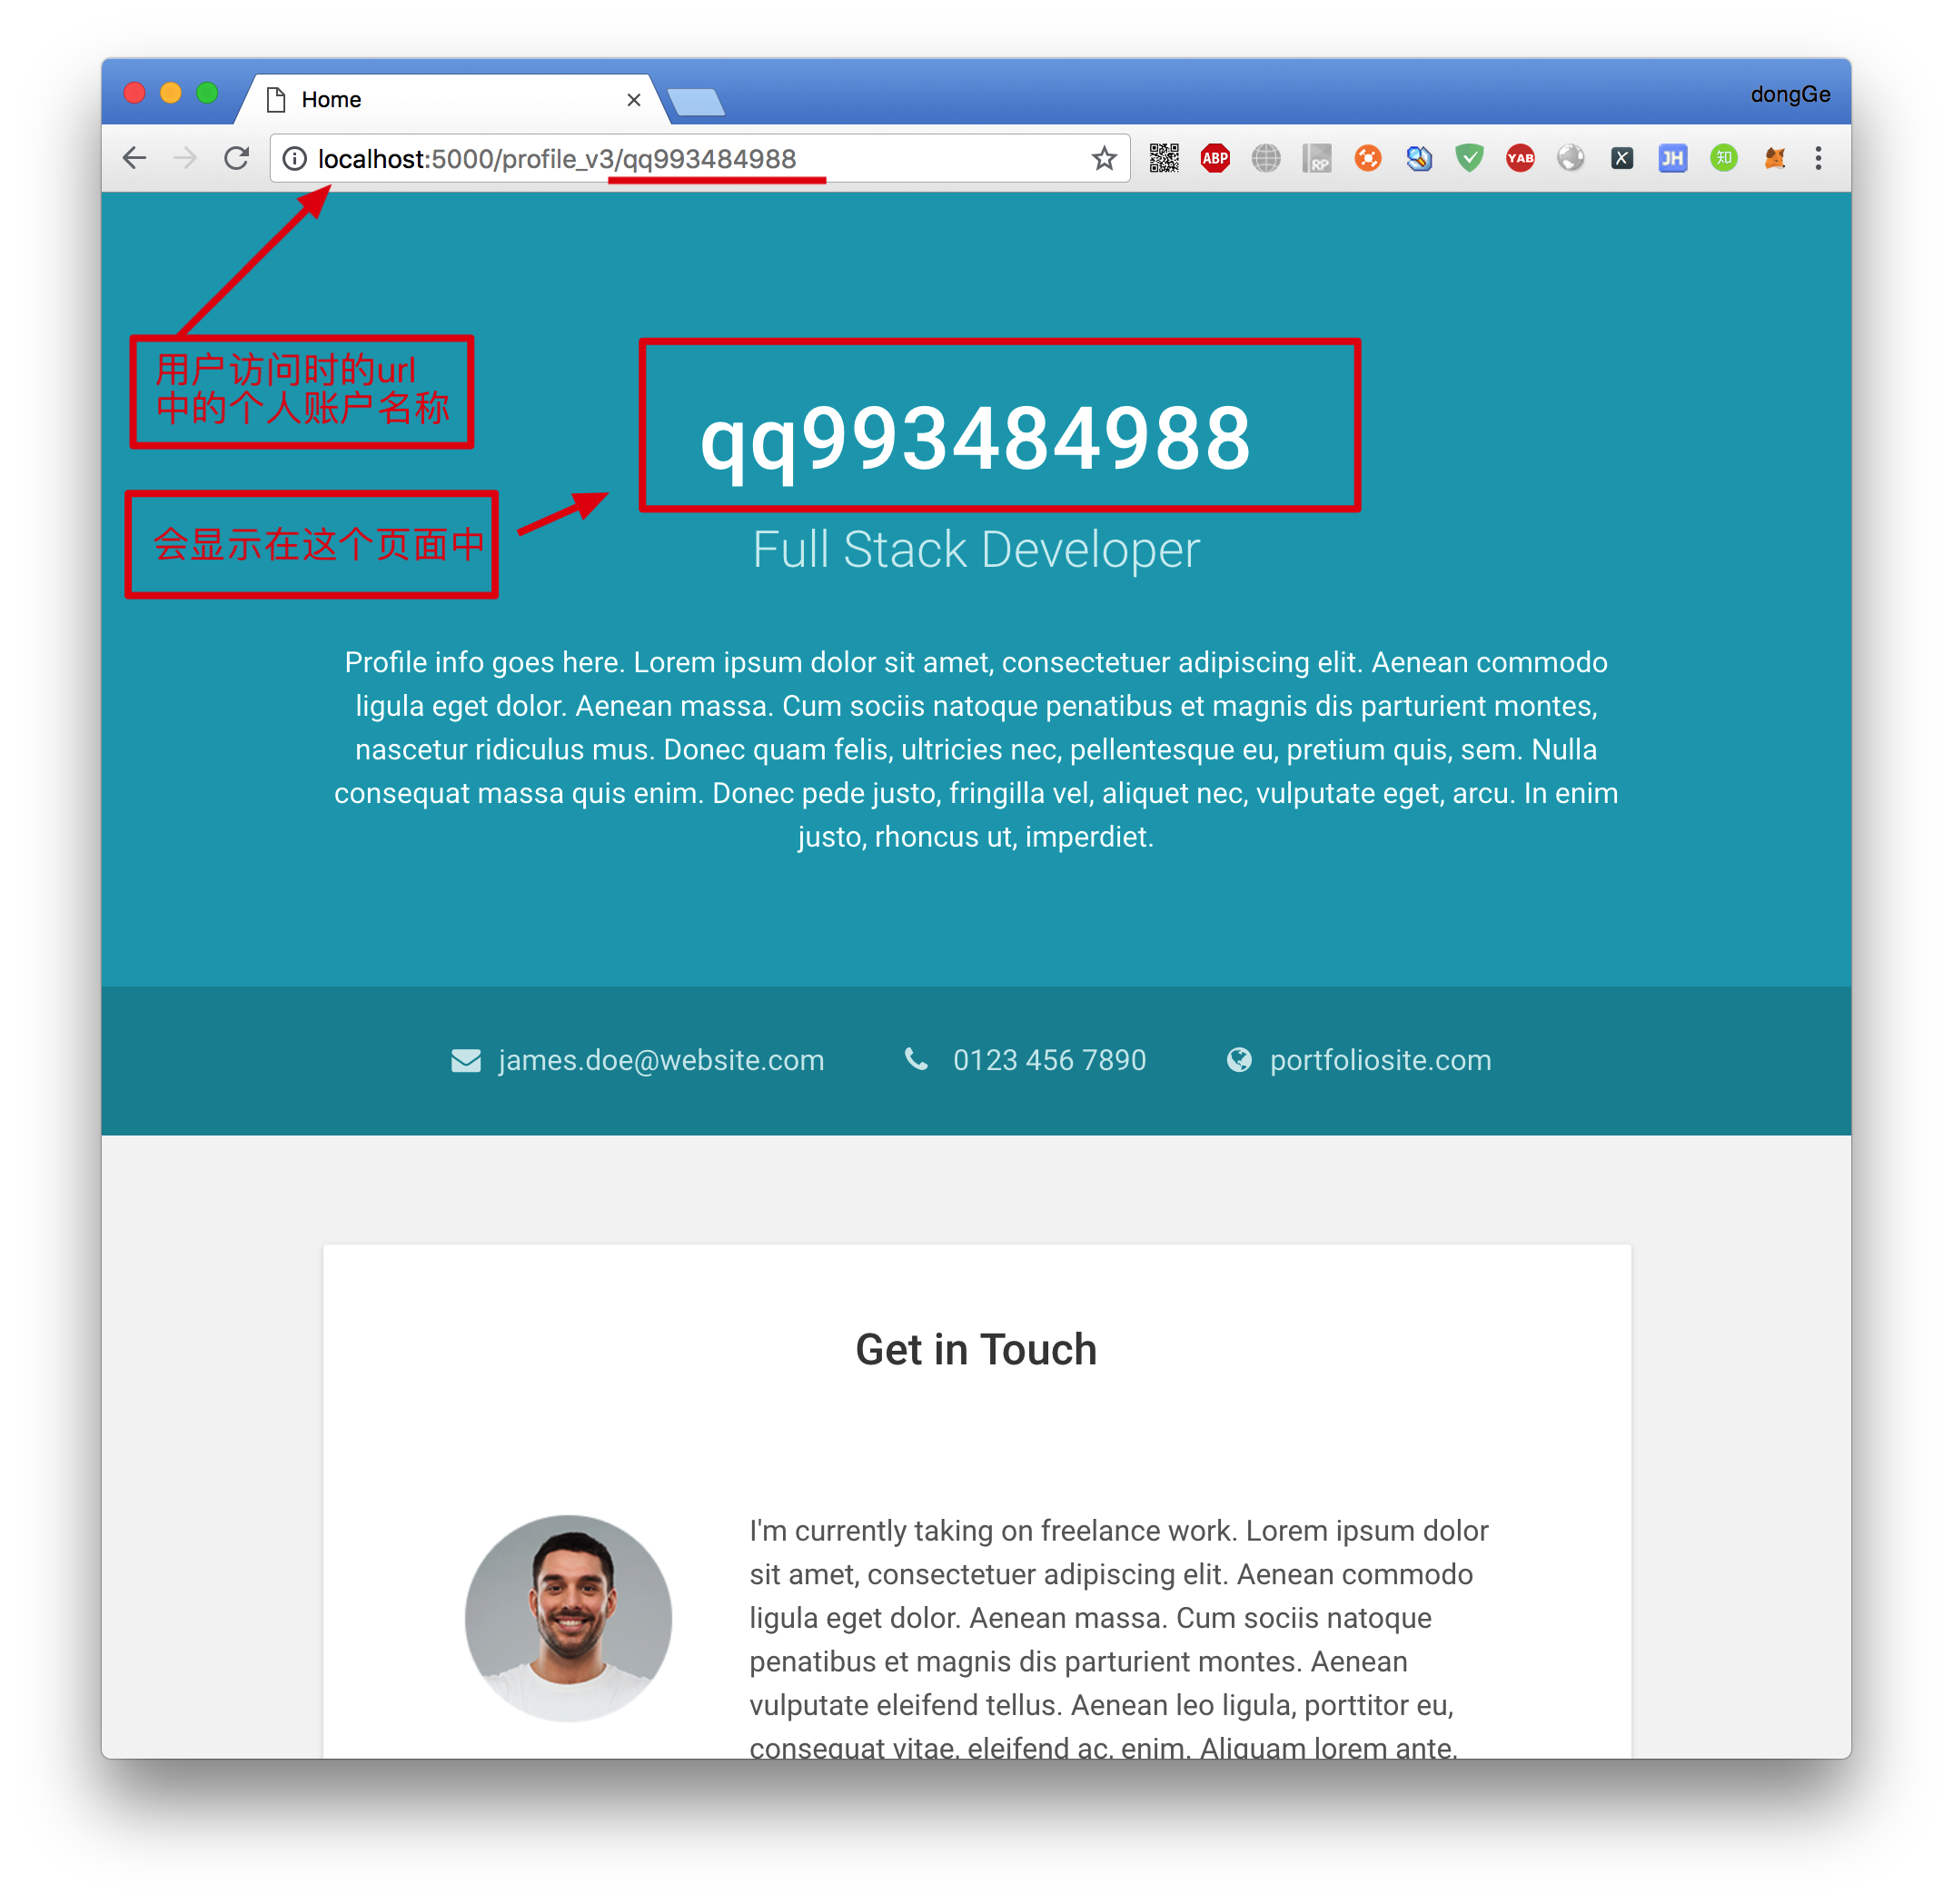 Home
dongGe
localhost:5000/profile_v3/qq993484988
ABP
RP
YAB
X
JH
知
用户访问时的url
中的个人账户名称
qq993484988
会显示在这个页面中
Full Stack Developer
Profile info goes here. Lorem ipsum dolor sit amet, consectetuer adipiscing elit. Aenean commodo
ligula eget dolor. Aenean massa. Cum sociis natoque penatibus et magnis dis parturient montes,
nascetur ridiculus mus. Donec quam felis, ultricies nec, pellentesque eu, pretium quis, sem. Nulla
consequat massa quis enim. Donec pede justo, fringilla vel, aliquet nec, vulputate eget, arcu. In enim
justo, rhoncus ut, imperdiet.
james.doe@website.com
0123 456 7890
portfoliosite.com
Get in Touch
I'm currently taking on freelance work. Lorem ipsum dolor
sit amet, consectetuer adipiscing elit. Aenean commodo
ligula eget dolor. Aenean massa. Cum sociis natoque
penatibus et magnis dis parturient montes. Aenean
vulputate eleifend tellus. Aenean leo ligula, porttitor eu,
consequat vitae, eleifend ac, enim. Aliquam lorem ante,